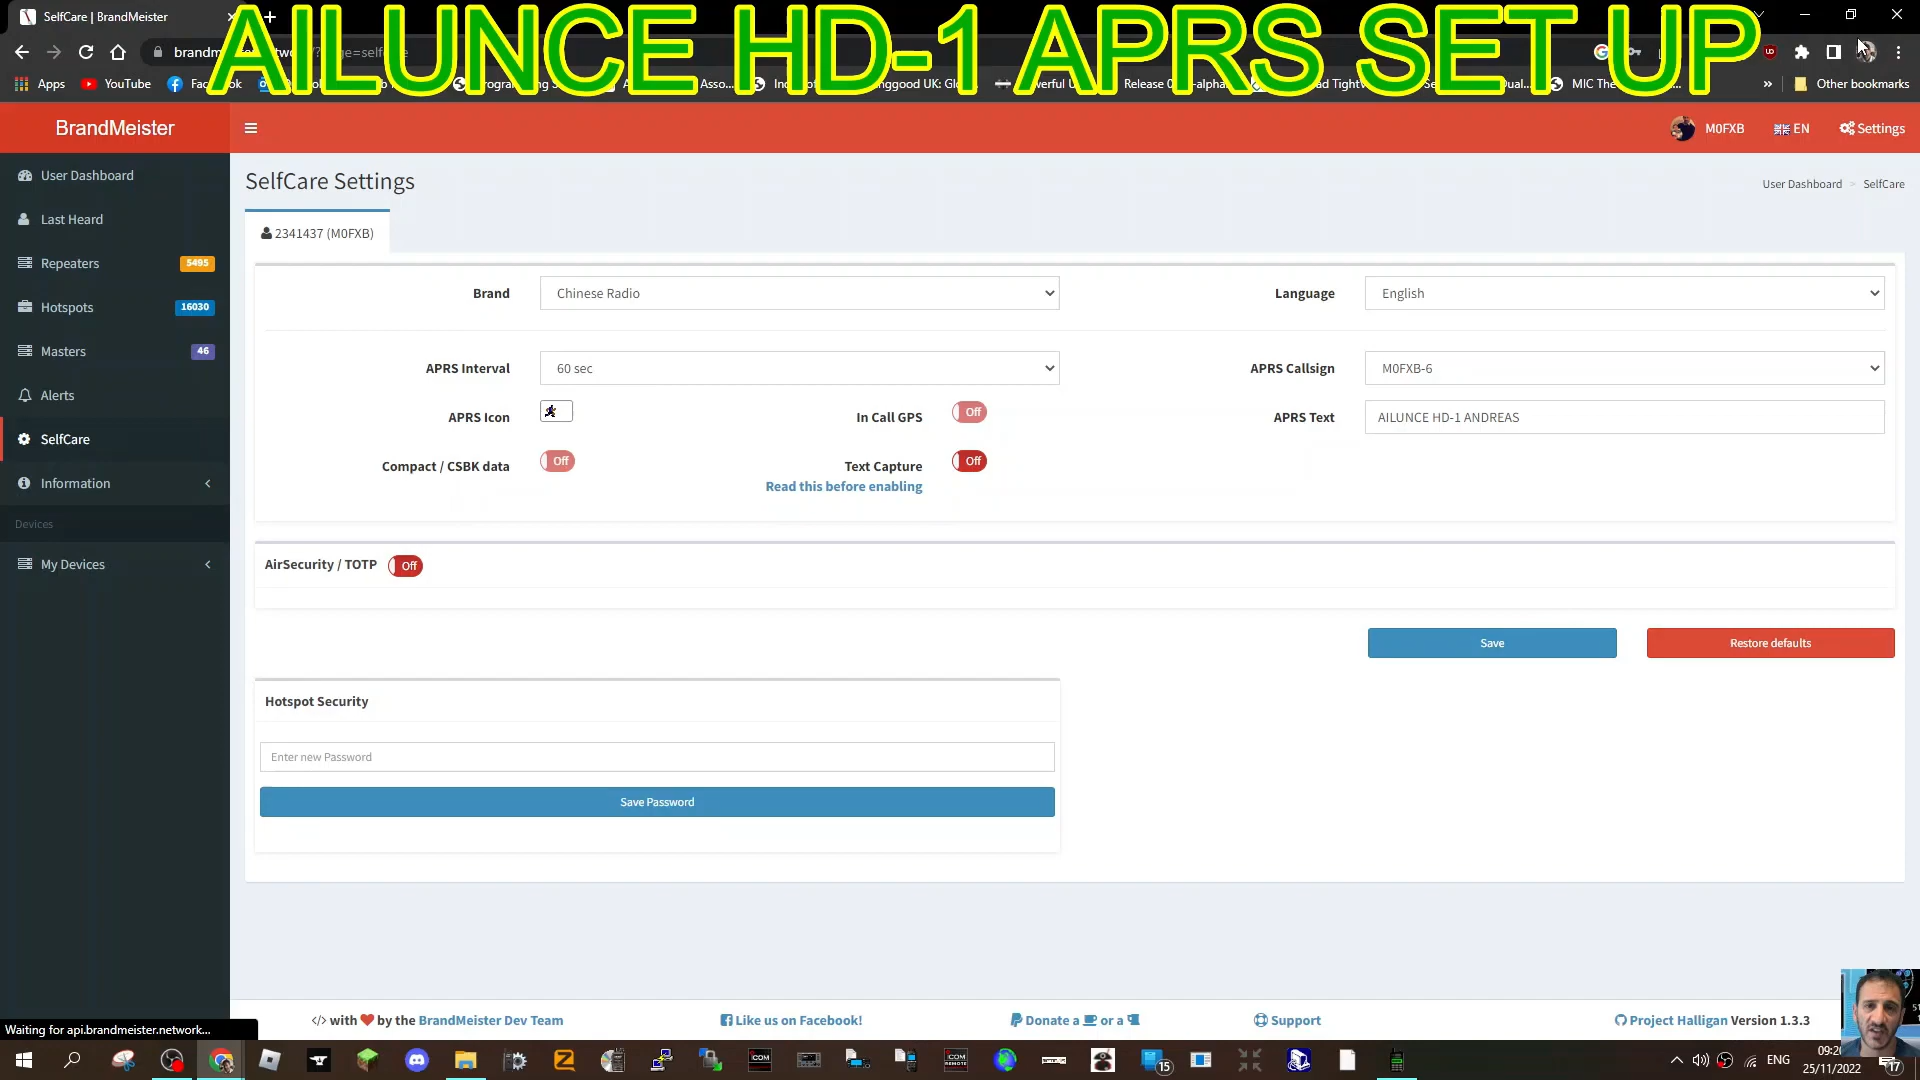 SelfCare | BrandMeister
AILUNCE HD-1 APRS SET UP
Apps
YouTube
Other bookmarks
BrandMeister
M0FXB
EN
Settings
User Dashboard
Last Heard
Repeaters 5495
Hotspots 16030
Masters 46
Alerts
SelfCare
Information
Devices
My Devices
SelfCare Settings
User Dashboard > SelfCare
2341437 (M0FXB)
Brand Chinese Radio Language English
APRS Interval 60 sec APRS Callsign M0FXB-6
APRS Icon In Call GPS Off APRS Text AILUNCE HD-1 ANDREAS
Compact / CSBK data Off Text Capture Off
Read this before enabling
AirSecurity / TOTP Off
Save Restore defaults
Hotspot Security
Enter new Password
Save Password
</> with by the BrandMeister Dev Team Like us on Facebook! Donate a or a Support Project Halligan Version 1.3.3
Waiting for api.brandmeister.network...
ENG
25/11/2022
15
17